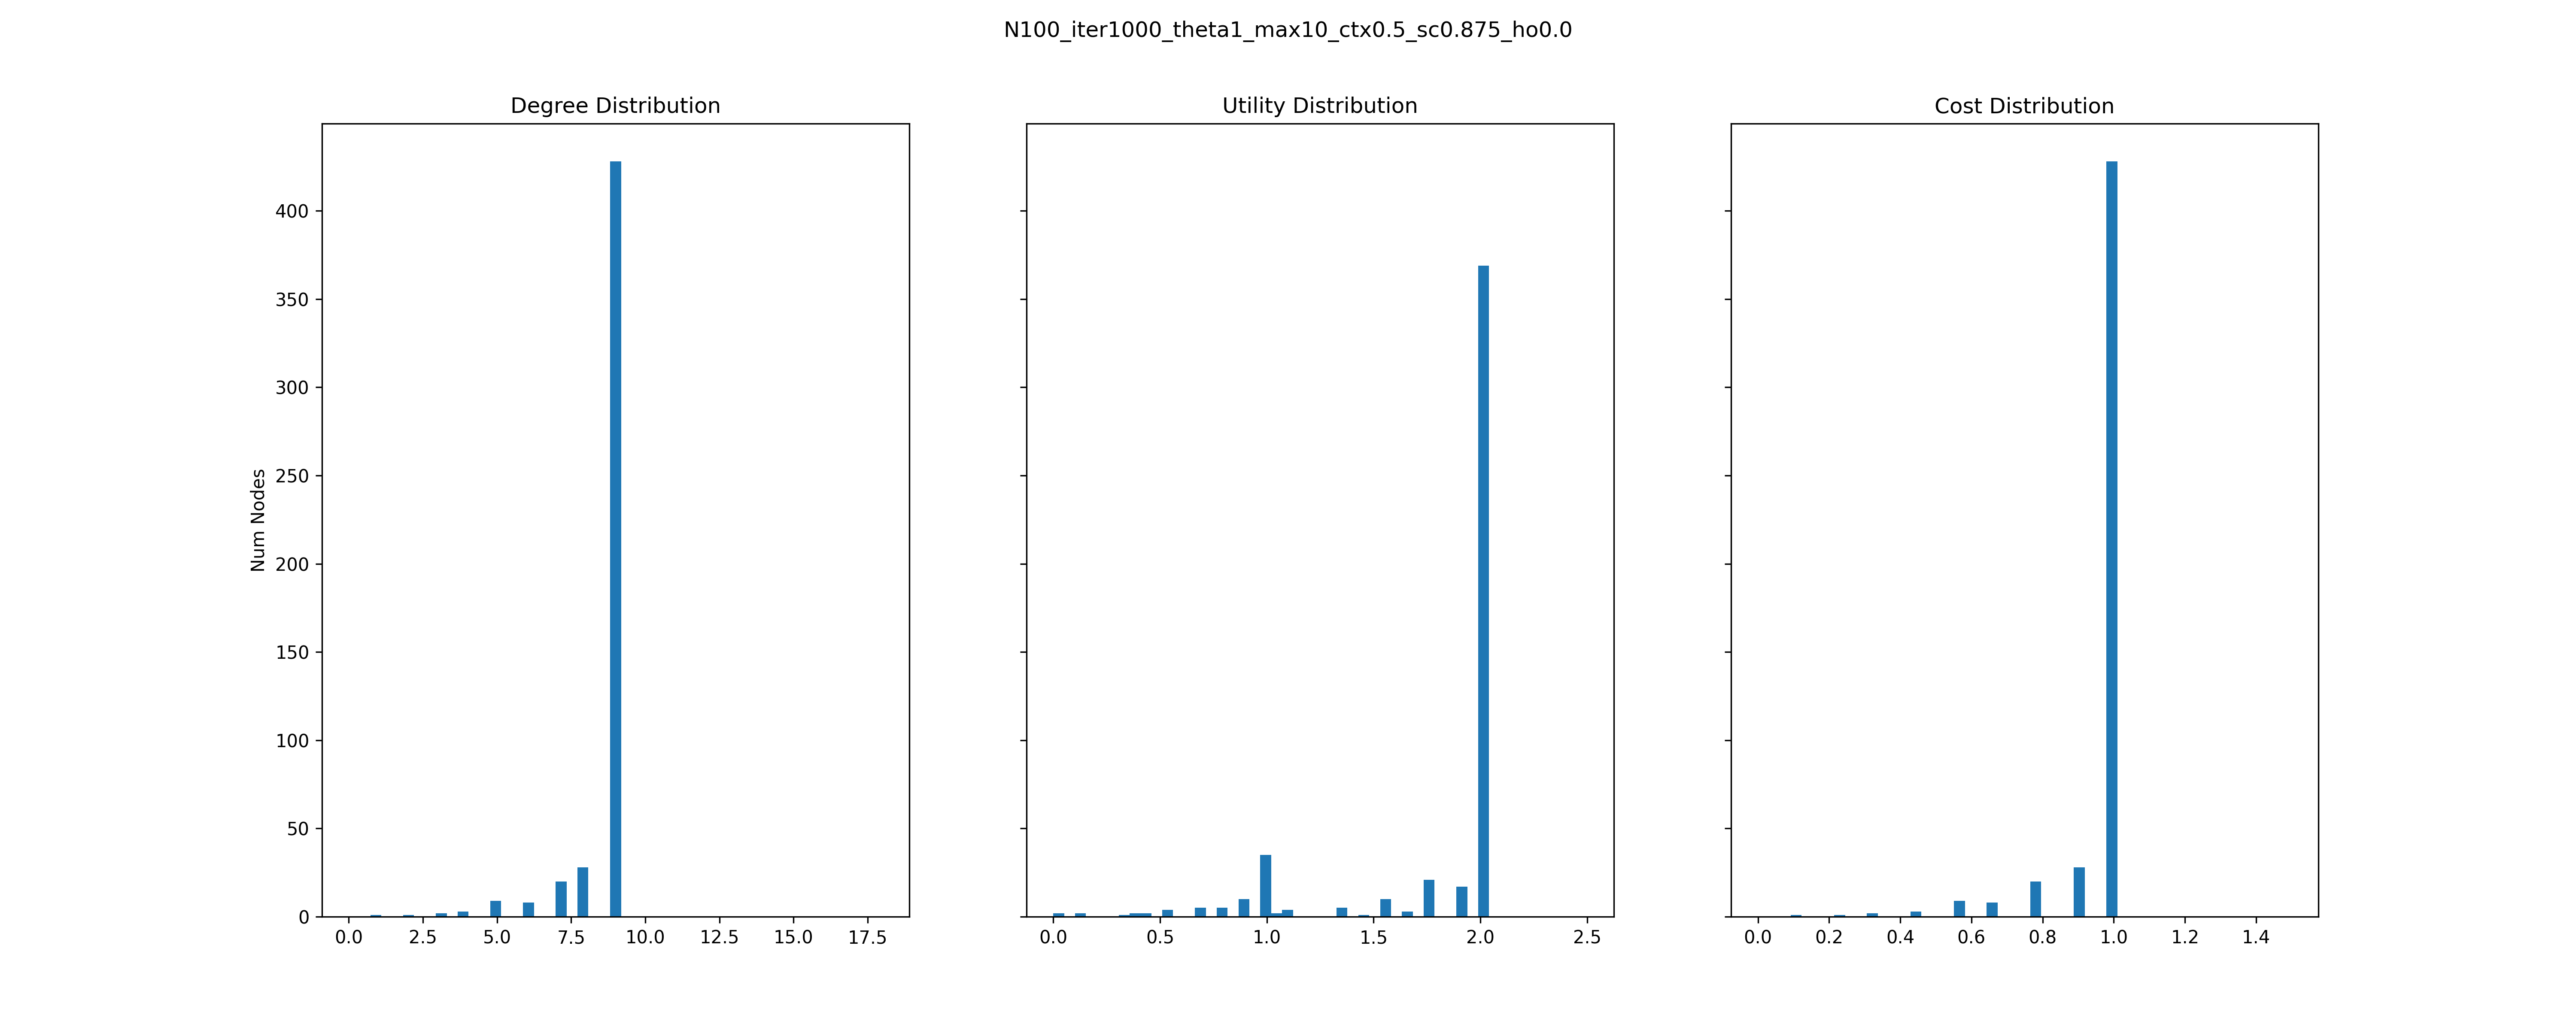 N100_iter1000_theta1_max10_ctx0.5_sc0.875_ho0.0
Degree Distribution
Utility Distribution
Cost Distribution
Num Nodes
400
350
300
250
200
150
100
50
0
0.0 2.5 5.0 7.5 10.0 12.5 15.0 17.5
0.0 0.5 1.0 1.5 2.0 2.5
0.0 0.2 0.4 0.6 0.8 1.0 1.2 1.4